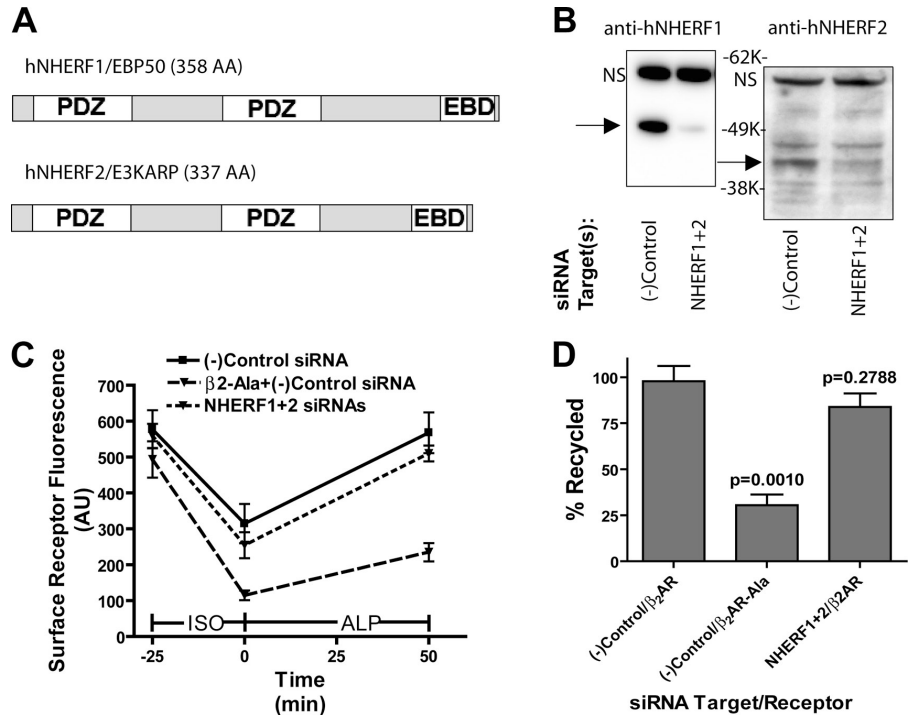 A
hNHERF1/EBP50 (358 AA)
PDZ PDZ EBD
hNHERF2/E3KARP (337 AA)
PDZ PDZ EBD
B
anti-hNHERF1 anti-hNHERF2
-62K-
NS NS
-49K-
-38K-
siRNA
Target(s):
(-)Control
NHERF1+2
(-)Control
NHERF1+2
C
(-)Control siRNA
β2-Ala+(-)Control siRNA
NHERF1+2 siRNAs
Surface Receptor Fluorescence
(AU)
700
600
500
400
300
200
100
0
ISO ALP
-25 0 25 50
Time
(min)
D
% Recycled
100
75
50
25
0
p=0.0010
p=0.2788
(-)Control/β₂AR
(-)Control/β₂AR-Ala
NHERF1+2/β2AR
siRNA Target/Receptor